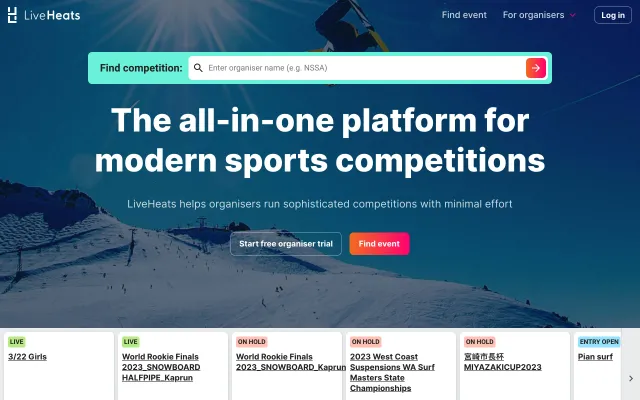 LiveHeats
Find event
For organisers
Log in
Find competition:
Enter organiser name (e.g. NSSA)
The all-in-one platform for
modern sports competitions
LiveHeats helps organisers run sophisticated competitions with minimal effort
Start free organiser trial
Find event
LIVE
3/22 Girls
LIVE
World Rookie Finals
2023_SNOWBOARD
HALFPIPE_Kaprun
ON HOLD
World Rookie Finals
2023_SNOWBOARD_Kaprun
ON HOLD
2023 West Coast
Suspensions WA Surf
Masters State
Championships
ON HOLD
宮崎市長杯
MIYAZAKICUP2023
ENTRY OPEN
Pian surf